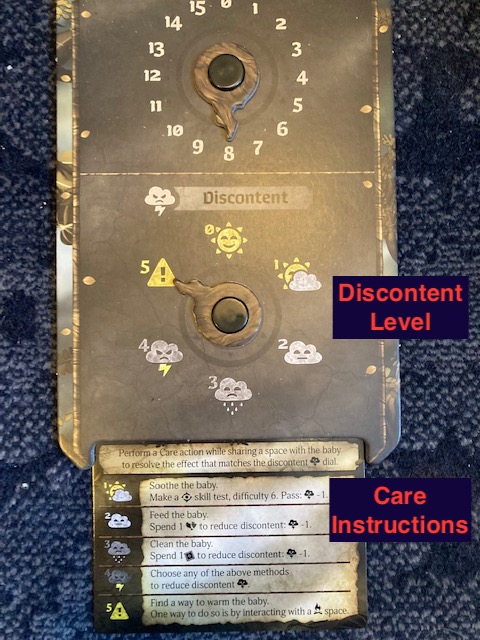 15 0 1
14 2
13 3
12 4
11 5
10 6
9 8 7
Discontent
0
5 1
4 2
3
Discontent
Level
Perform a Care action while sharing a space with the baby
to resolve the effect that matches the discontent dial.
1 Soothe the baby.
Make a skill test, difficulty 6. Pass: -1.
2 Feed the baby.
Spend 1 to reduce discontent: -1.
3 Clean the baby.
Spend 1 to reduce discontent: -1.
4 Choose any of the above methods
to reduce discontent
5 Find a way to warm the baby.
One way to do so is by interacting with a space.
Care
Instructions